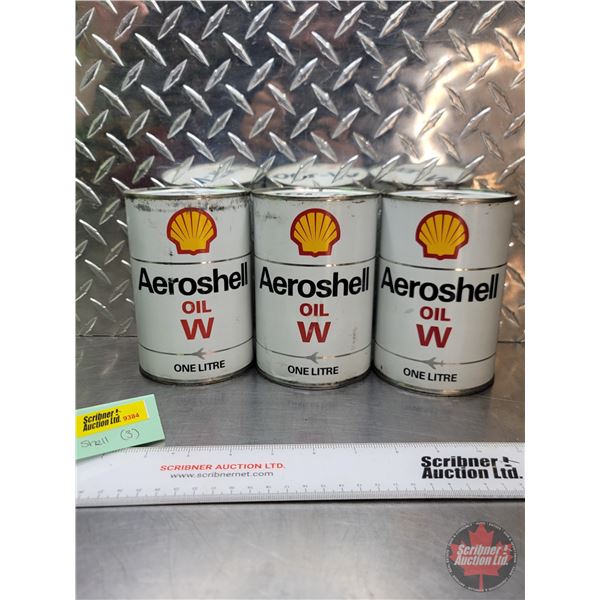 Aeroshell
OIL
W
ONE LITRE
Aeroshell
OIL
W
ONE LITRE
Aeroshell
OIL
W
ONE LITRE
Scribner
Auction Ltd. 9384
Shell (3)
SCRIBNER AUCTION LTD.
www.scribnernet.com
Scribner
Auction Ltd.
Scribner
Auction Ltd.